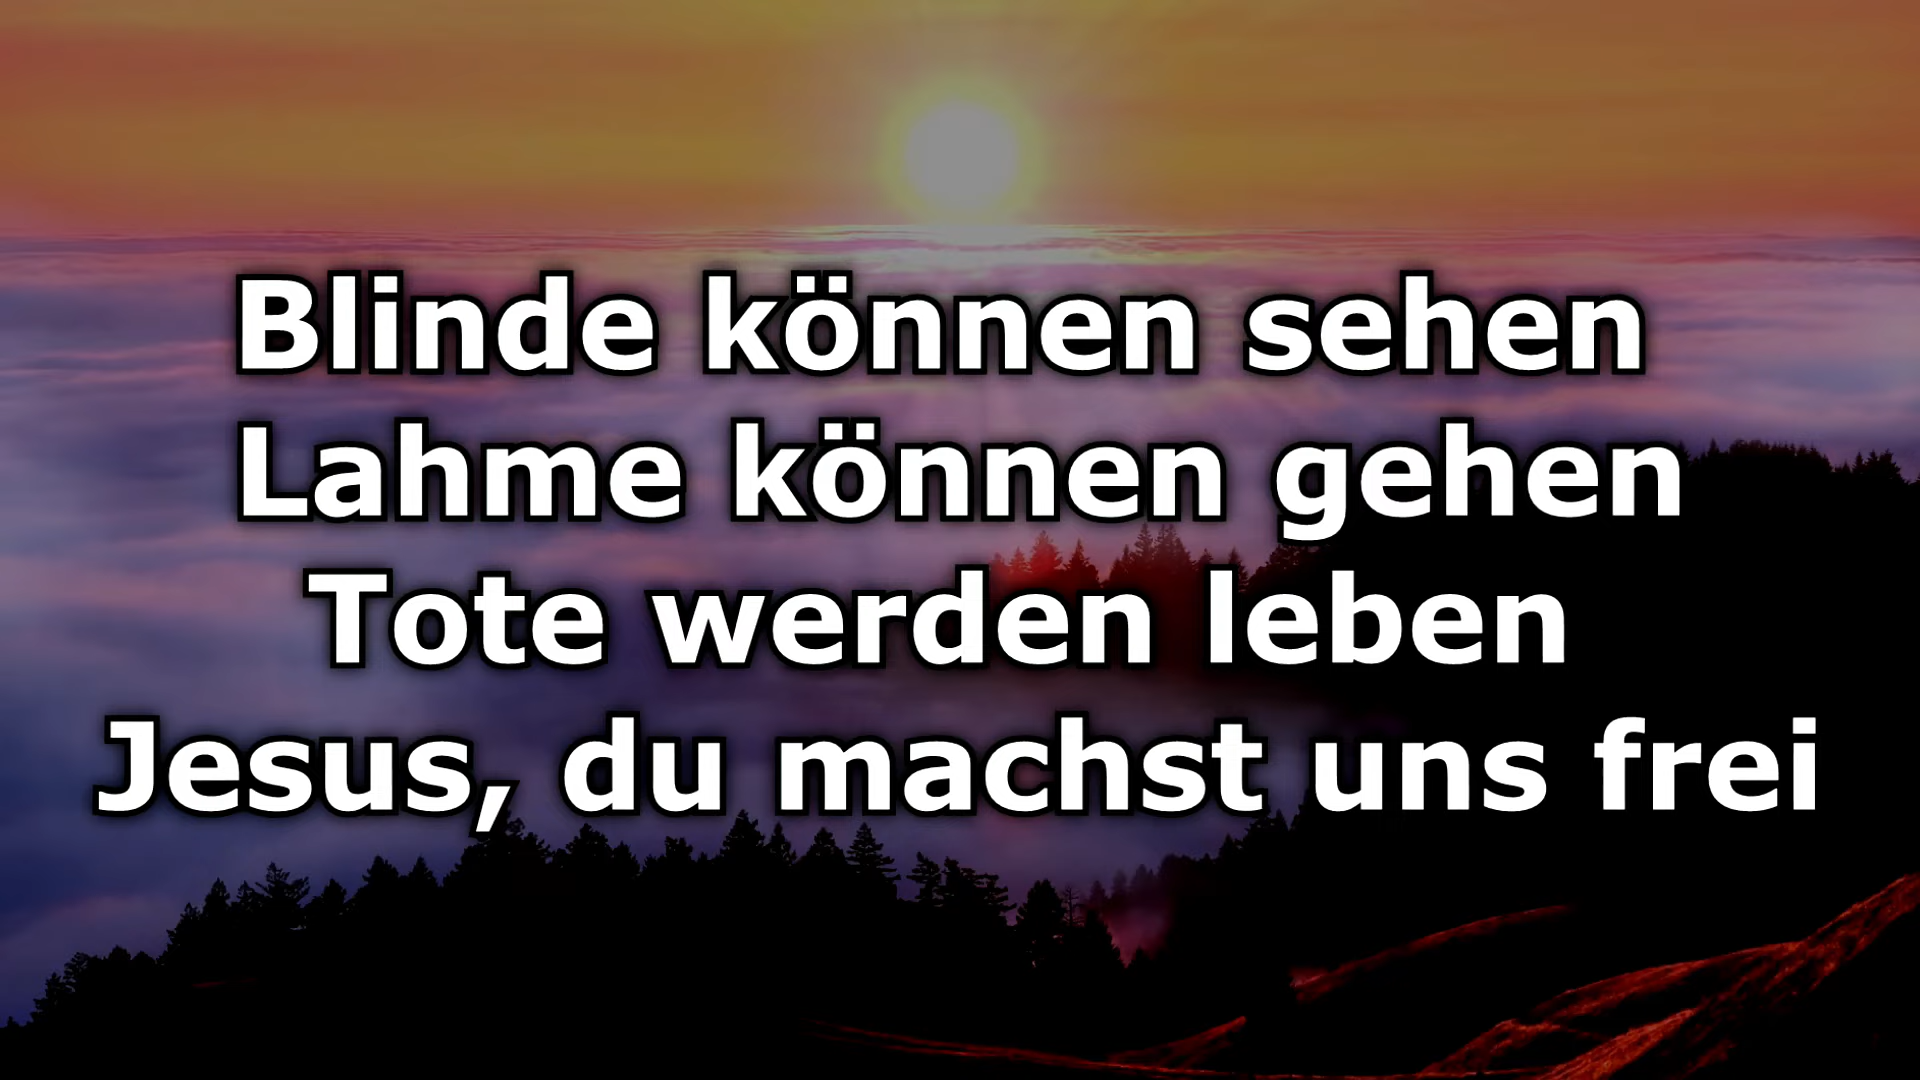 Blinde können sehen
Lahme können gehen
Tote werden leben
Jesus, du machst uns frei